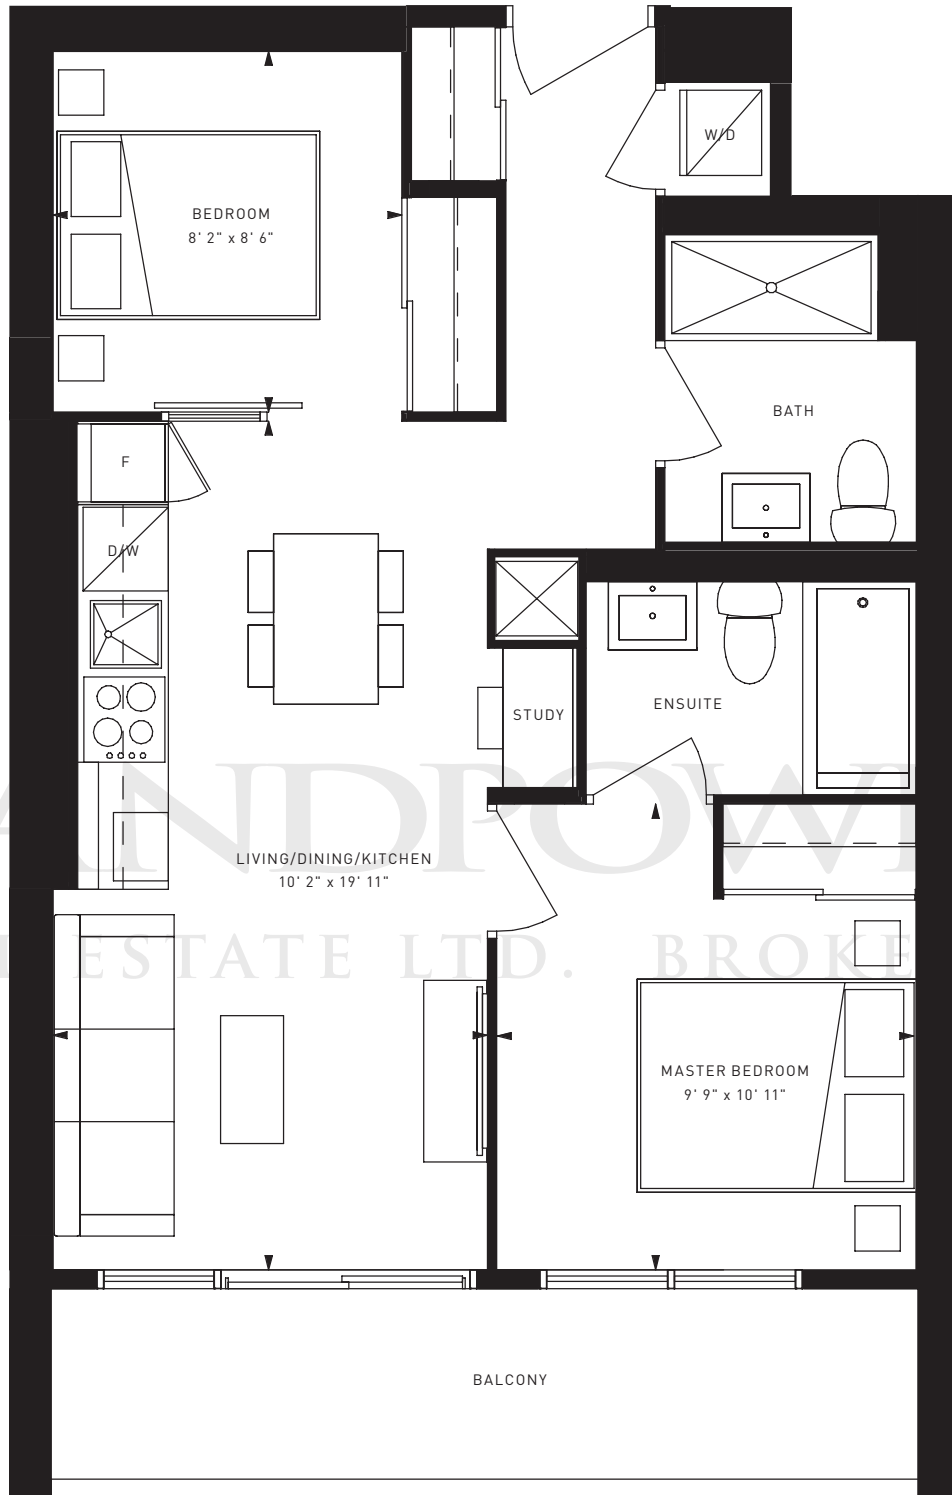 W/D
BEDROOM
8' 2" x 8' 6"
BATH
F
D/W
STUDY
ENSUITE
ANDPOW
LIVING/DINING/KITCHEN
10' 2" x 19' 11"
ESTATE LTD. BROKE
MASTER BEDROOM
9' 9" x 10' 11"
BALCONY